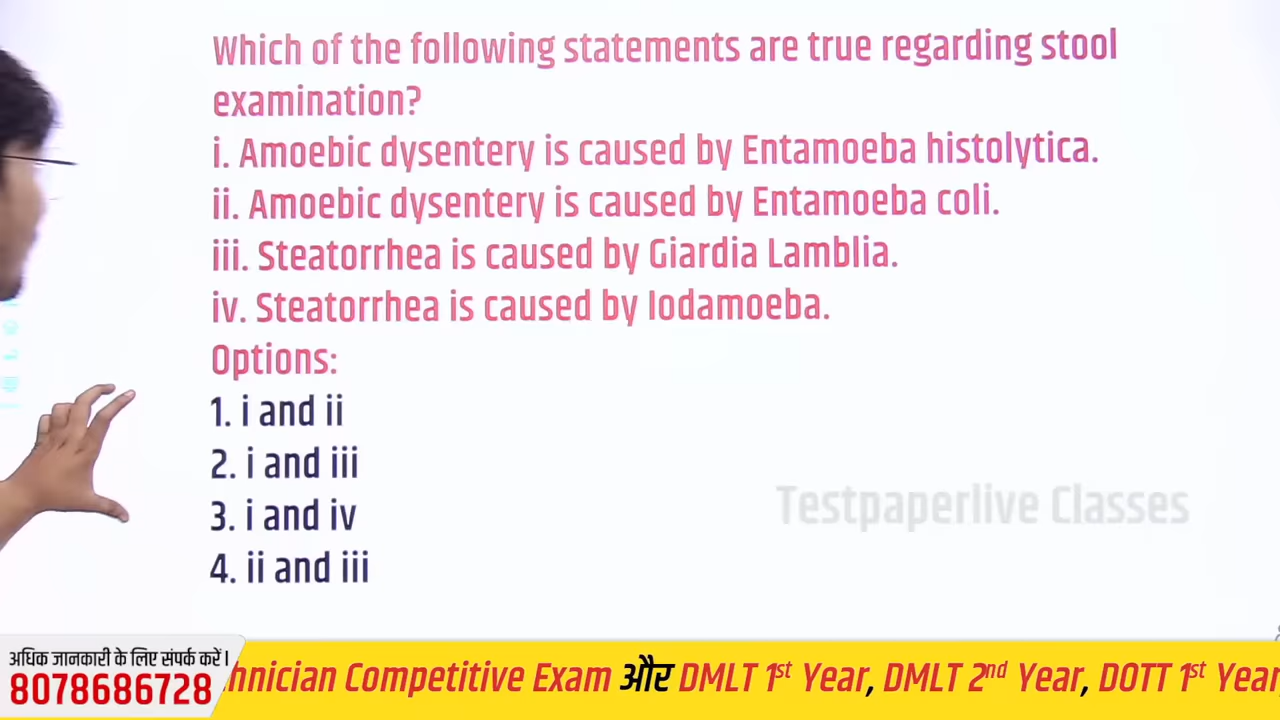 Which of the following statements are true regarding stool
examination?
i. Amoebic dysentery is caused by Entamoeba histolytica.
ii. Amoebic dysentery is caused by Entamoeba coli.
iii. Steatorrhea is caused by Giardia Lamblia.
iv. Steatorrhea is caused by Iodamoeba.
Options:
1. i and ii
2. i and iii
3. i and iv
4. ii and iii
Testpaperlive Classes
अधिक जानकारी के लिए संपर्क करें।
8078686728
hnician Competitive Exam और DMLT 1st Year, DMLT 2nd Year, DOTT 1st Year